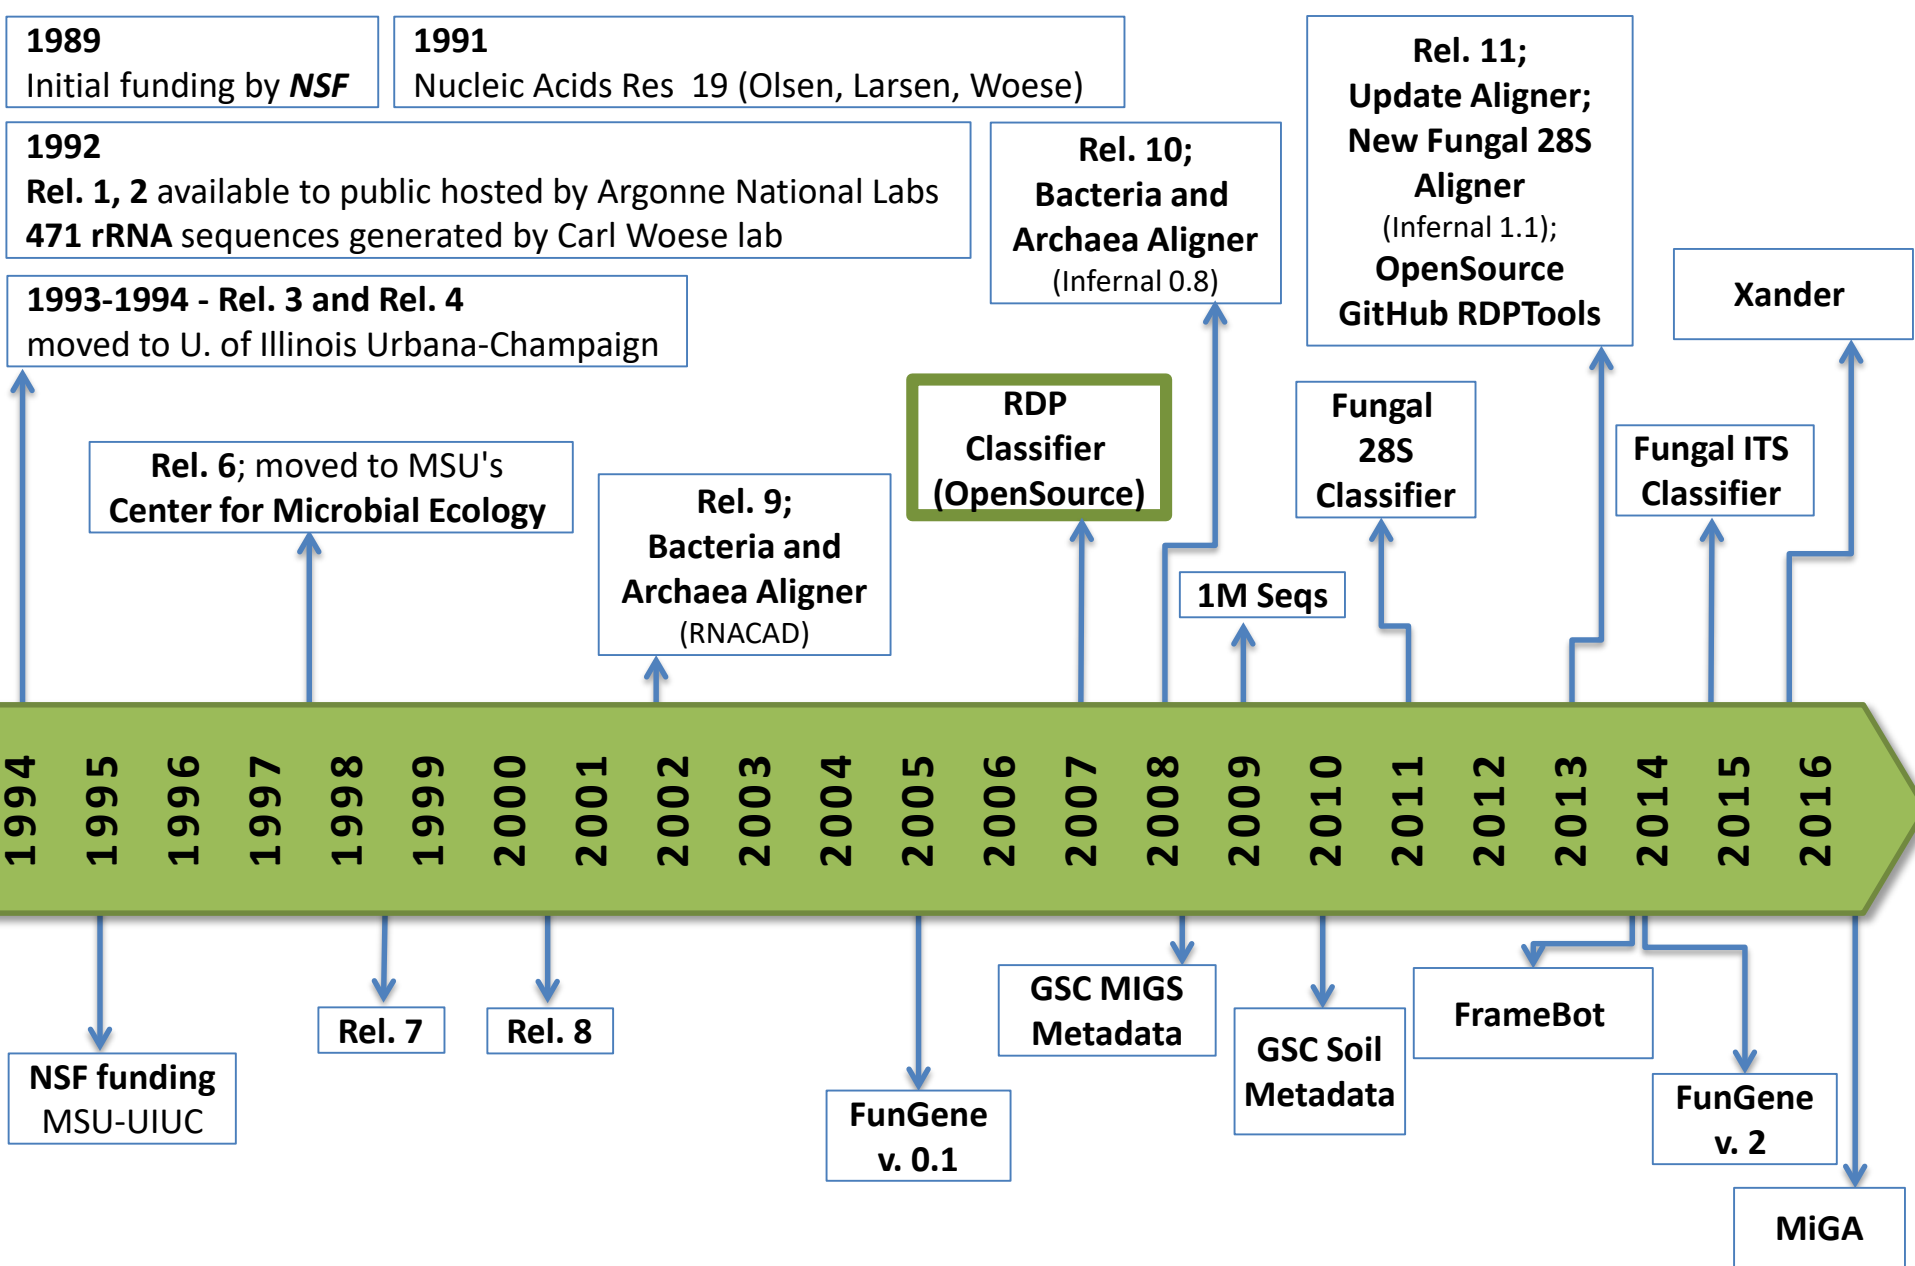 1989
Initial funding by NSF
1991
Nucleic Acids Res 19 (Olsen, Larsen, Woese)
1992
Rel. 1, 2 available to public hosted by Argonne National Labs
471 rRNA sequences generated by Carl Woese lab
1993-1994 - Rel. 3 and Rel. 4
moved to U. of Illinois Urbana-Champaign
Rel. 6; moved to MSU's
Center for Microbial Ecology
Rel. 9;
Bacteria and
Archaea Aligner
(RNACAD)
RDP
Classifier
(OpenSource)
Rel. 10;
Bacteria and
Archaea Aligner
(Infernal 0.8)
1M Seqs
Fungal
28S
Classifier
Rel. 11;
Update Aligner;
New Fungal 28S
Aligner
(Infernal 1.1);
OpenSource
GitHub RDPTools
Fungal ITS
Classifier
Xander
1994
1995
1996
1997
1998
1999
2000
2001
2002
2003
2004
2005
2006
2007
2008
2009
2010
2011
2012
2013
2014
2015
2016
NSF funding
MSU-UIUC
Rel. 7
Rel. 8
FunGene
v. 0.1
GSC MIGS
Metadata
GSC Soil
Metadata
FrameBot
FunGene
v. 2
MiGA